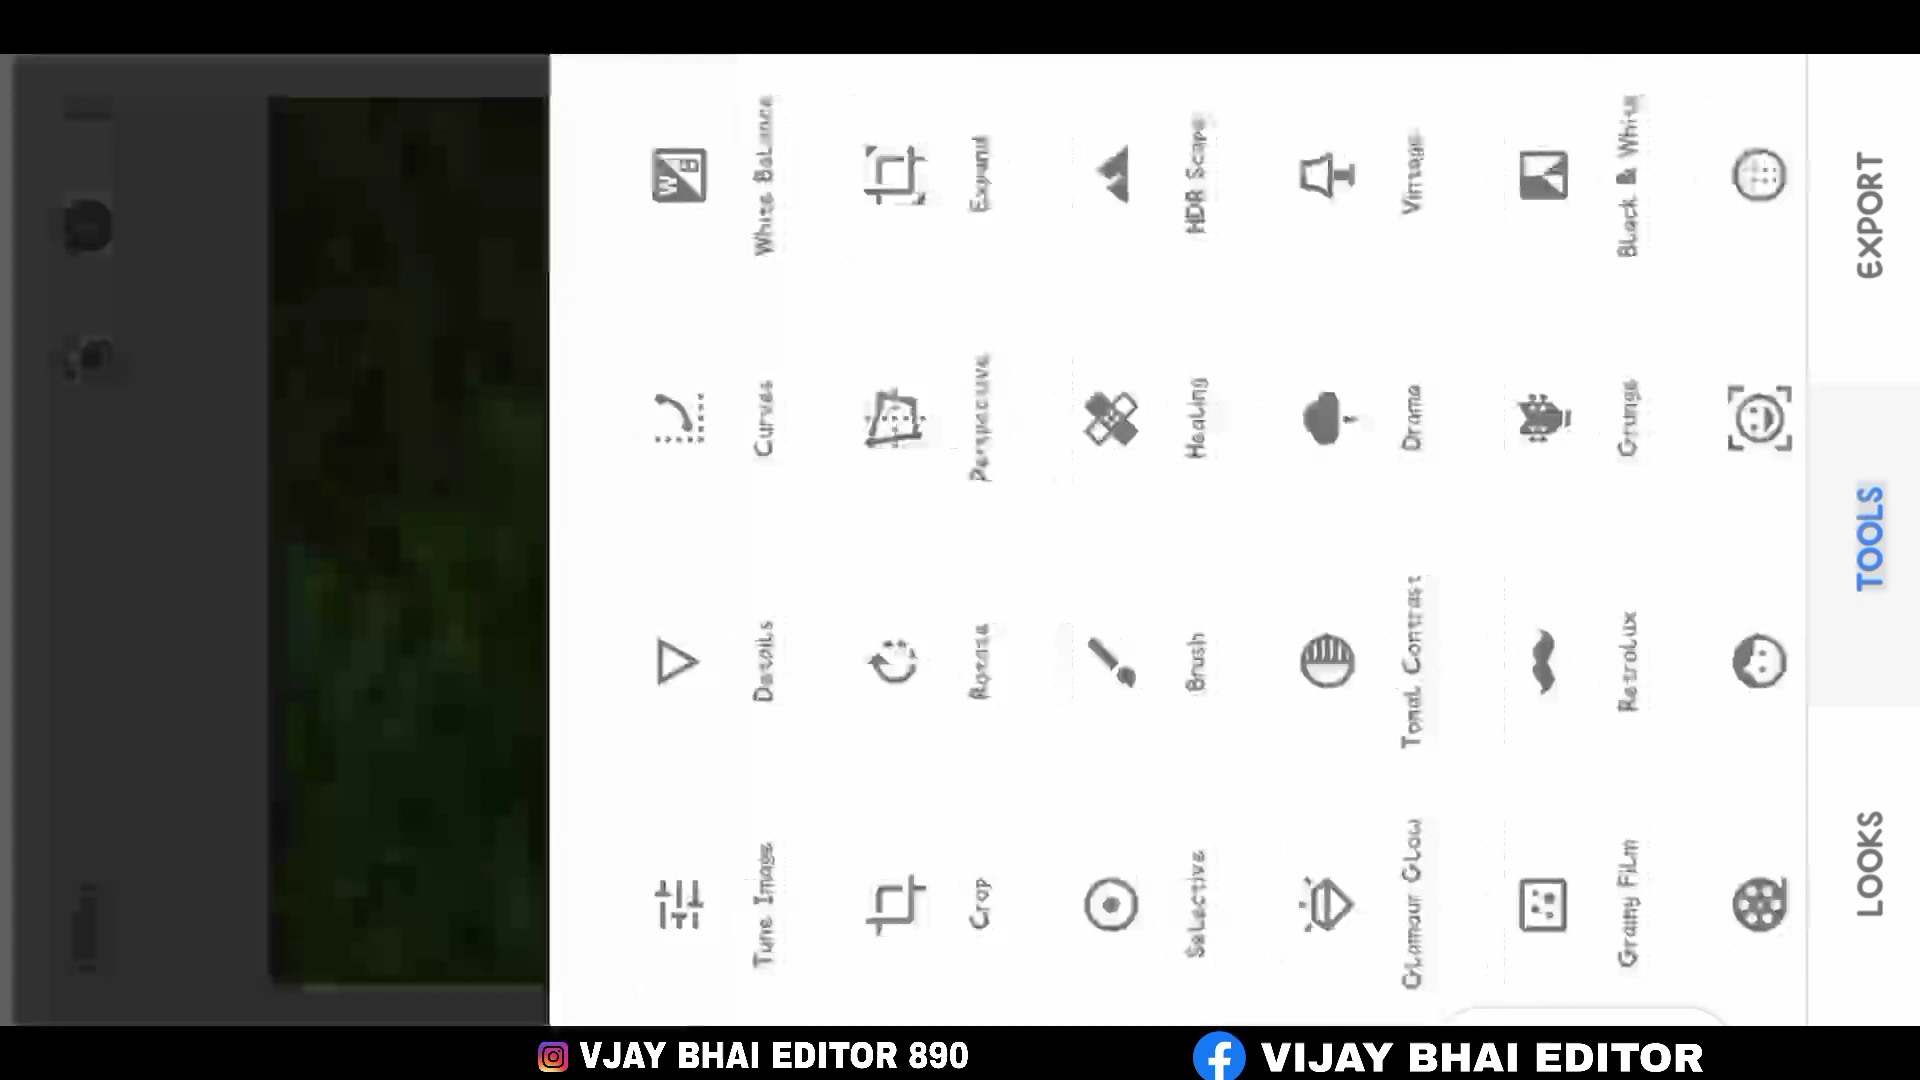 Tune Image
Details
Curves
White Balance
Crop
Rotate
Perspective
Expand
Selective
Brush
Healing
HDR Scape
Glamour Glow
Tonal Contrast
Drama
Vintage
Grainy Film
Retrolux
Grunge
Black & White
LOOKS
TOOLS
EXPORT
VJAY BHAI EDITOR 890
VIJAY BHAI EDITOR